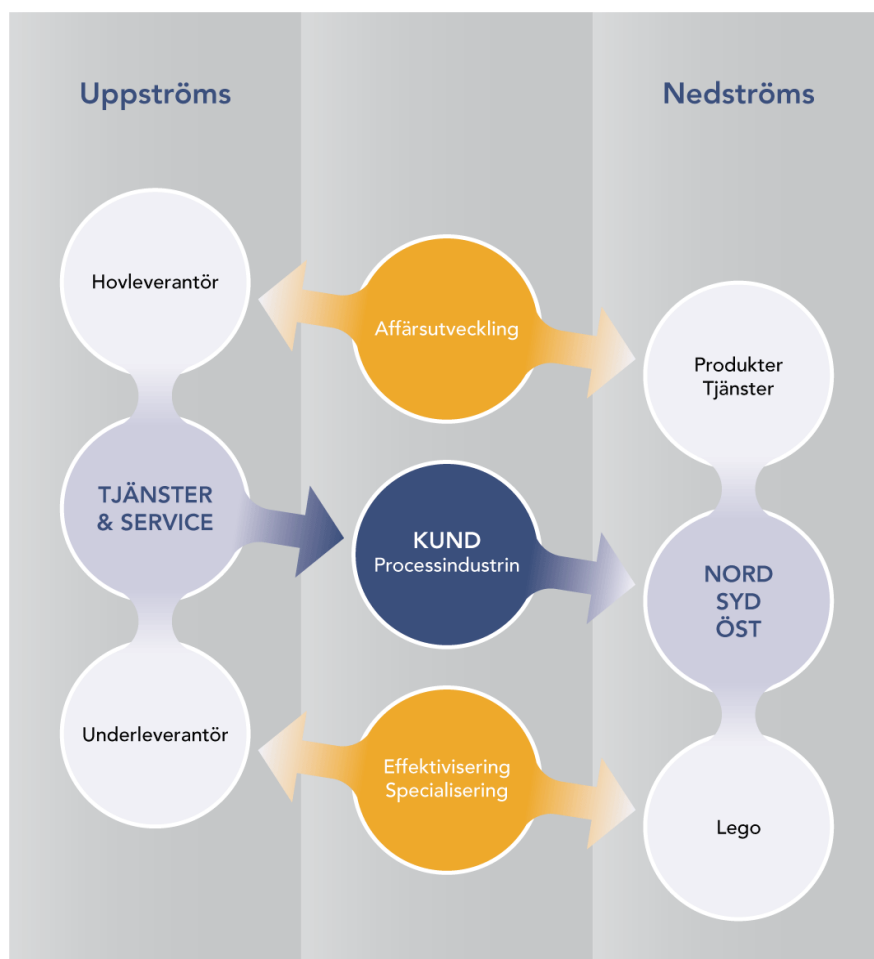 Uppströms
Nedströms
Hovleverantör
Affärsutveckling
Produkter
Tjänster
TJÄNSTER
& SERVICE
KUND
Processindustrin
NORD
SYD
ÖST
Underleverantör
Effektivisering
Specialisering
Lego